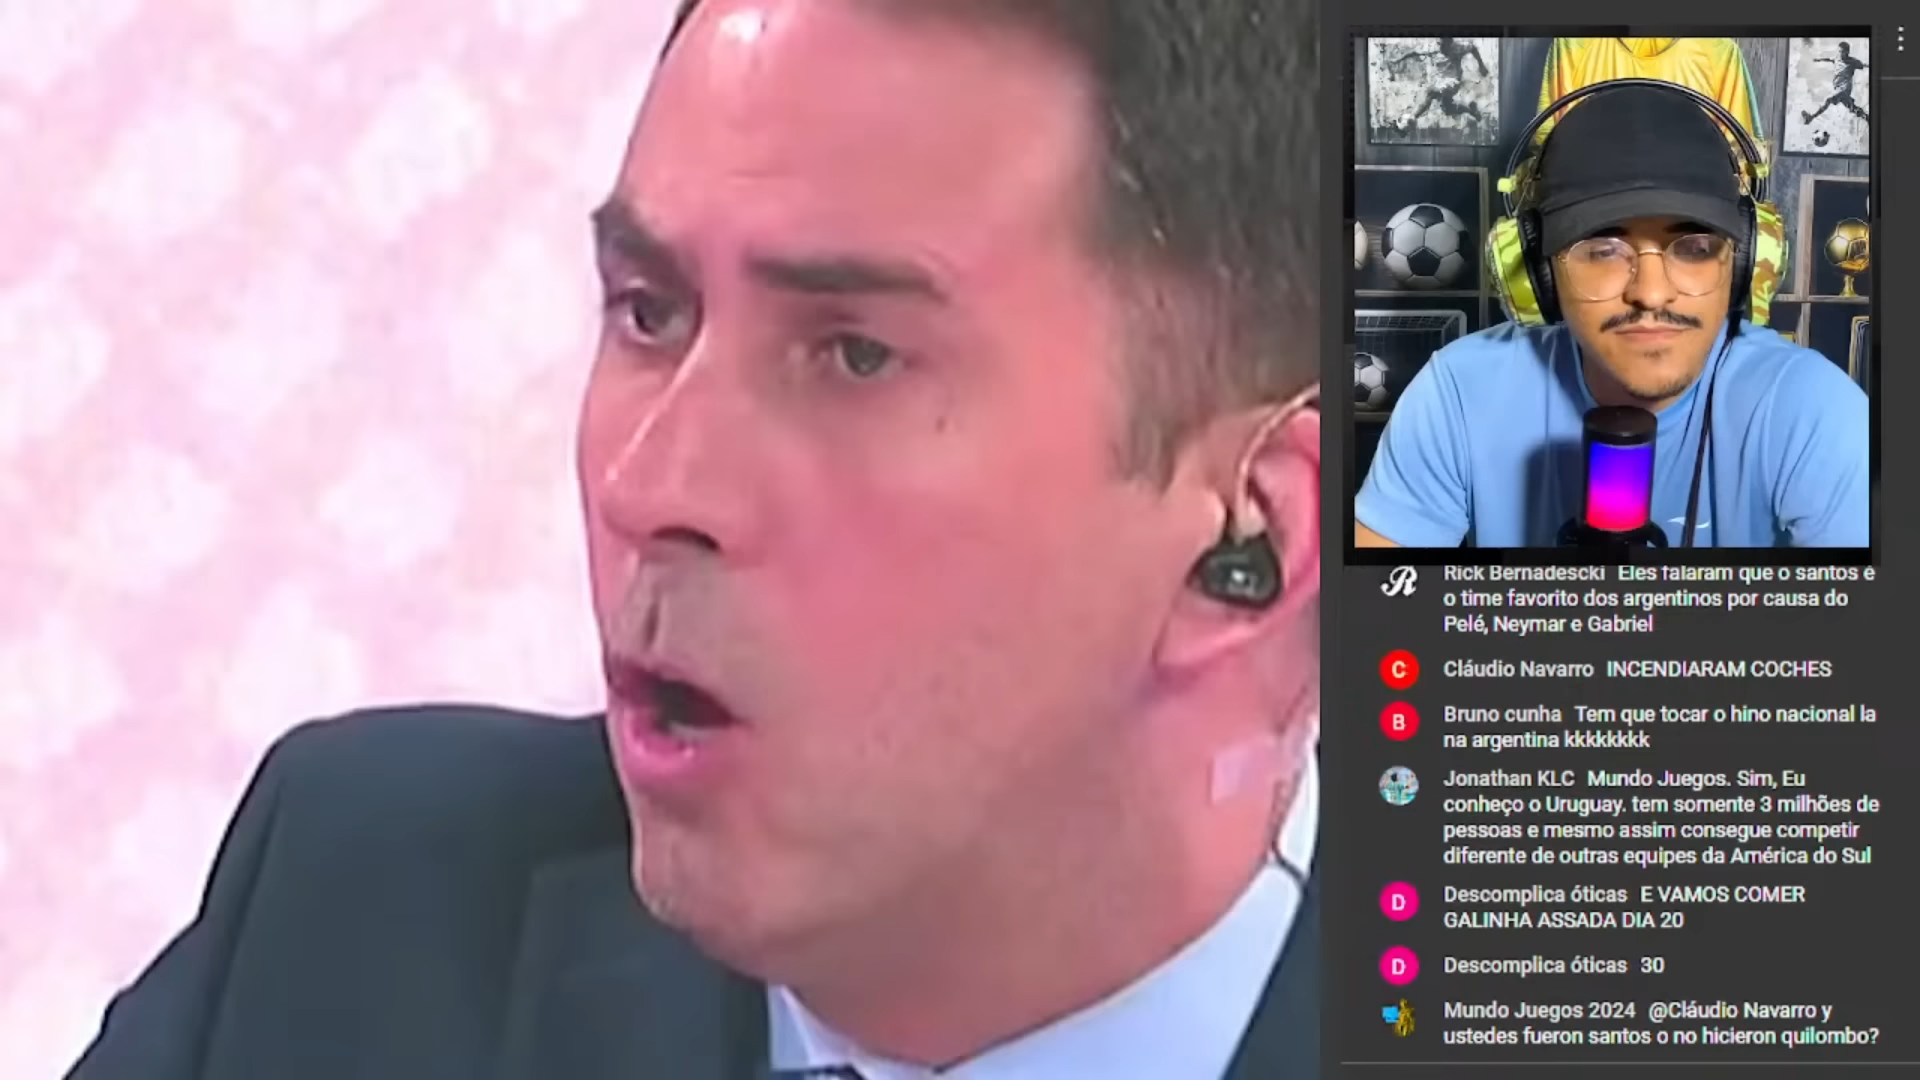 Rick Bernadescki Eles falaram que o santos é
o time favorito dos argentinos por causa do
Pelé, Neymar e Gabriel
C Cláudio Navarro INCENDIARAM COCHES
B Bruno cunha Tem que tocar o hino nacional la
na argentina kkkkkkkk
Jonathan KLC Mundo Juegos. Sim, Eu
conheço o Uruguay. tem somente 3 milhões de
pessoas e mesmo assim consegue competir
diferente de outras equipes da América do Sul
D Descomplica óticas E VAMOS COMER
GALINHA ASSADA DIA 20
D Descomplica óticas 30
Mundo Juegos 2024 @Cláudio Navarro y
ustedes fueron santos o no hicieron quilombo?